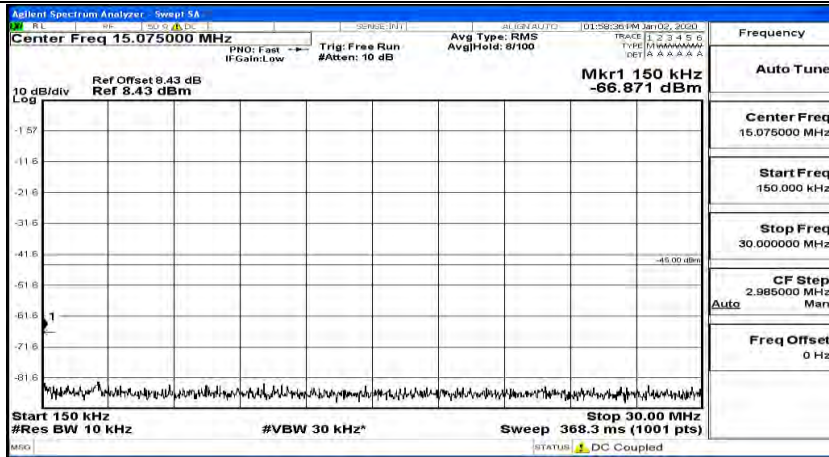 Agilent Spectrum Analyzer - Swept SA
RL RF 50 Ω DC SENSE:INT ALIGN AUTO 01:58:36 PM Jan 02, 2020
Center Freq 15.075000 MHz
PNO: Fast
IFGain:Low
Trig: Free Run
#Atten: 10 dB
Avg Type: RMS
Avg|Hold: 8/100
TRACE 1 2 3 4 5 6
TYPE M WWWWW
DET A A A A A A
Ref Offset 8.43 dB
10 dB/div Ref 8.43 dBm
Log
Mkr1 150 kHz
-66.871 dBm
-1.57
-11.6
-21.6
-31.6
-41.6
-45.00 dBm
-51.6
-61.6
1
-71.6
-81.6
Start 150 kHz Stop 30.00 MHz
#Res BW 10 kHz #VBW 30 kHz* Sweep 368.3 ms (1001 pts)
MSG STATUS DC Coupled
Frequency
Auto Tune
Center Freq
15.075000 MHz
Start Freq
150.000 kHz
Stop Freq
30.000000 MHz
CF Step
2.985000 MHz
Auto Man
Freq Offset
0 Hz